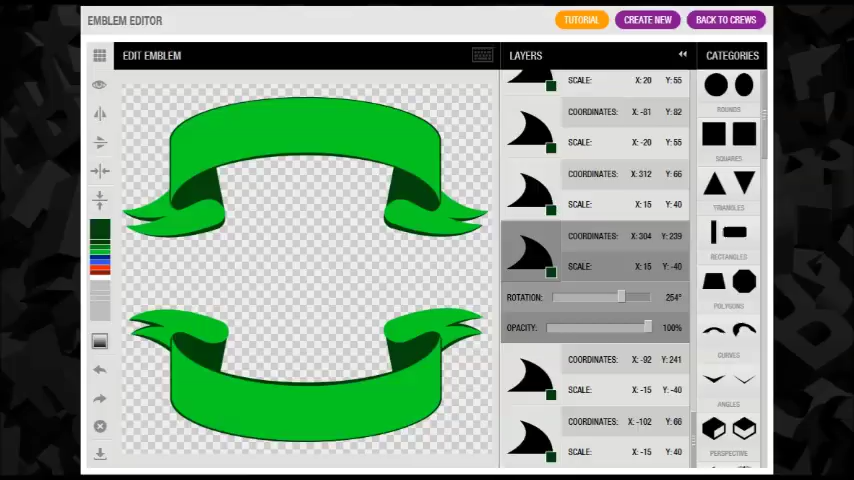 EMBLEM EDITOR
TUTORIAL
CREATE NEW
BACK TO CREWS
EDIT EMBLEM
LAYERS
CATEGORIES
SCALE: X: 20 Y: 55
COORDINATES: X: -81 Y: 82
SCALE: X: -20 Y: 55
COORDINATES: X: 312 Y: 66
SCALE: X: 15 Y: 40
COORDINATES: X: 304 Y: 239
SCALE: X: 15 Y: -40
ROTATION: 254°
OPACITY: 100%
COORDINATES: X: -92 Y: 241
SCALE: X: -15 Y: -40
COORDINATES: X: -102 Y: 66
SCALE: X: -15 Y: 40
ROUNDS
SQUARES
TRIANGLES
RECTANGLES
POLYGONS
CURVES
ANGLES
PERSPECTIVE